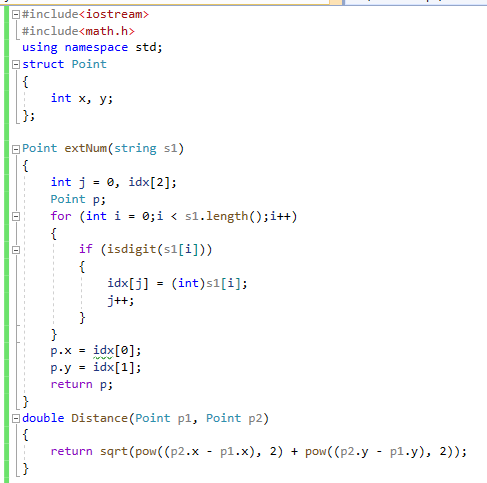 #include<iostream>
#include<math.h>
using namespace std;
struct Point
{
    int x, y;
};

Point extNum(string s1)
{
    int j = 0, idx[2];
    Point p;
    for (int i = 0;i < s1.length();i++)
    {
        if (isdigit(s1[i]))
        {
            idx[j] = (int)s1[i];
            j++;
        }
    }
    p.x = idx[0];
    p.y = idx[1];
    return p;
}
double Distance(Point p1, Point p2)
{
    return sqrt(pow((p2.x - p1.x), 2) + pow((p2.y - p1.y), 2));
}